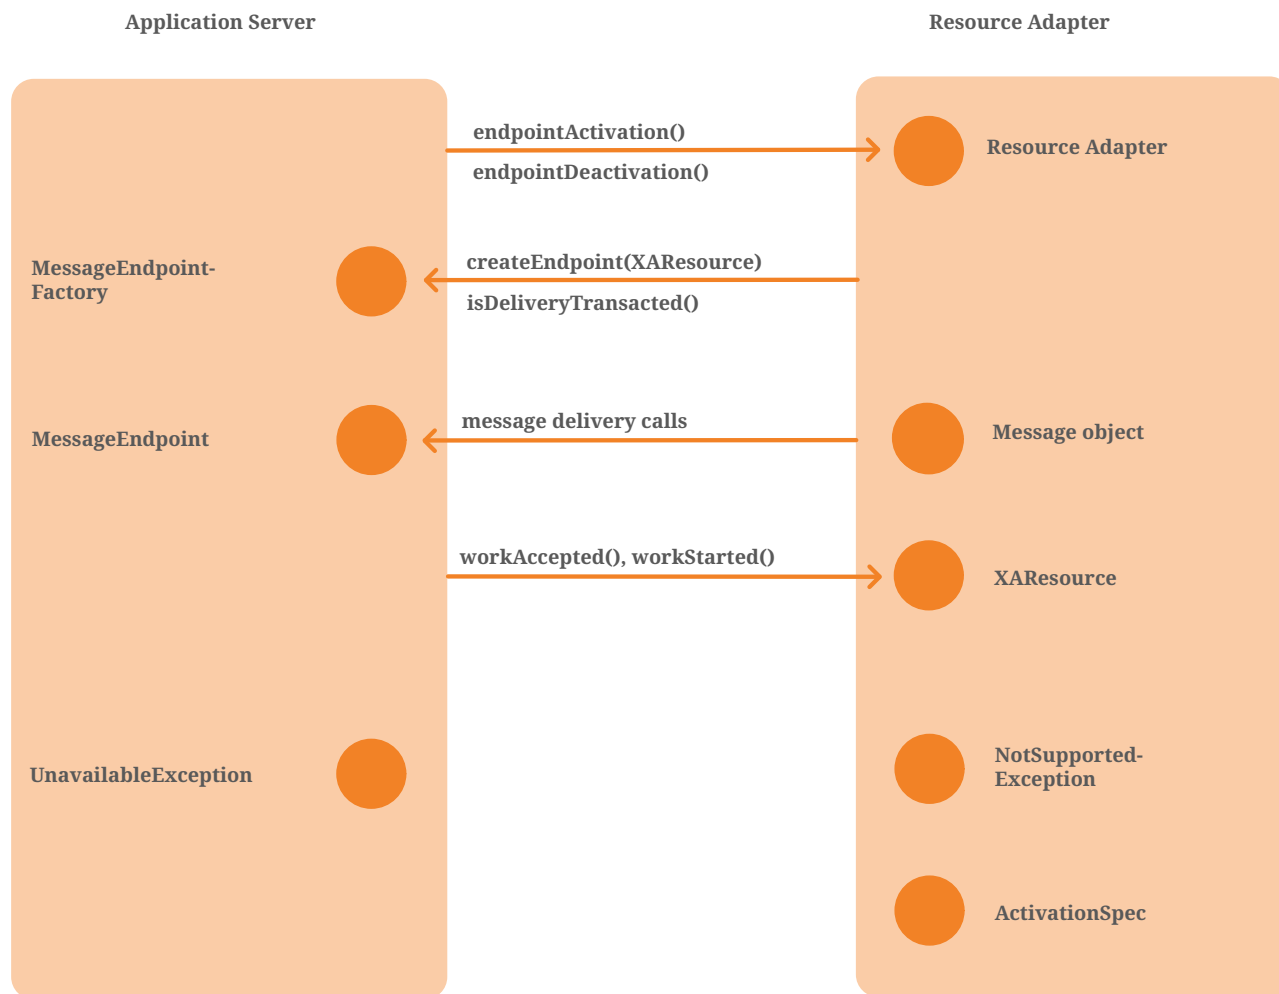 Application Server
Resource Adapter
endpointActivation()
endpointDeactivation()
Resource Adapter
MessageEndpoint-
Factory
createEndpoint(XAResource)
isDeliveryTransacted()
MessageEndpoint
message delivery calls
Message object
workAccepted(), workStarted()
XAResource
UnavailableException
NotSupported-
Exception
ActivationSpec